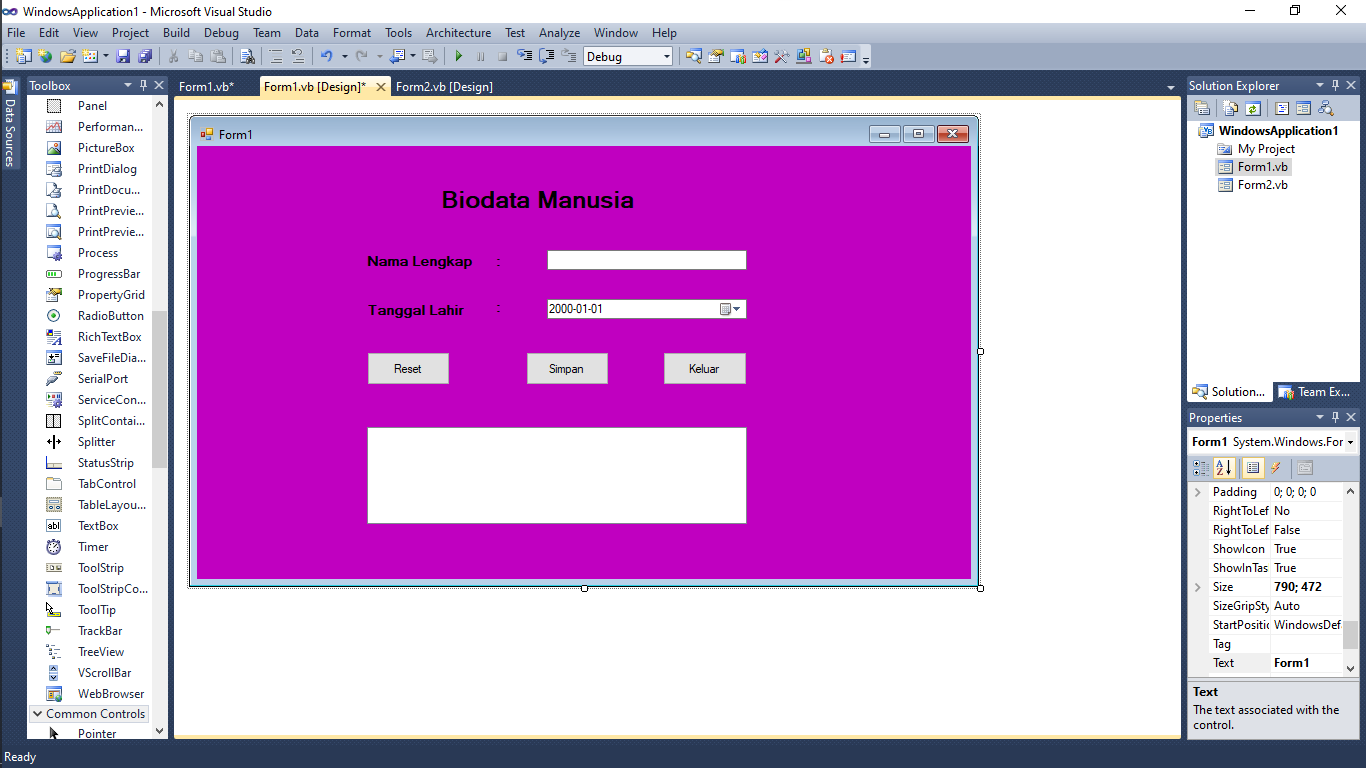 WindowsApplication1 - Microsoft Visual Studio
File Edit View Project Build Debug Team Data Format Tools Architecture Test Analyze Window Help
Debug
Data Sources
Toolbox
Panel
Performan...
PictureBox
PrintDialog
PrintDocu...
PrintPrevie...
PrintPrevie...
Process
ProgressBar
PropertyGrid
RadioButton
RichTextBox
SaveFileDia...
SerialPort
ServiceCon...
SplitContai...
Splitter
StatusStrip
TabControl
TableLayou...
TextBox
Timer
ToolStrip
ToolStripCo...
ToolTip
TrackBar
TreeView
VScrollBar
WebBrowser
Common Controls
Pointer
Form1.vb* Form1.vb [Design]* Form2.vb [Design]
Form1
Biodata Manusia
Nama Lengkap :
Tanggal Lahir : 2000-01-01
Reset Simpan Keluar
Solution Explorer
WindowsApplication1
My Project
Form1.vb
Form2.vb
Solution... Team Ex...
Properties
Form1 System.Windows.For
Padding 0; 0; 0; 0
RightToLef No
RightToLef False
ShowIcon True
ShowInTas True
Size 790; 472
SizeGripSty Auto
StartPositic WindowsDef
Tag
Text Form1
Text
The text associated with the
control.
Ready